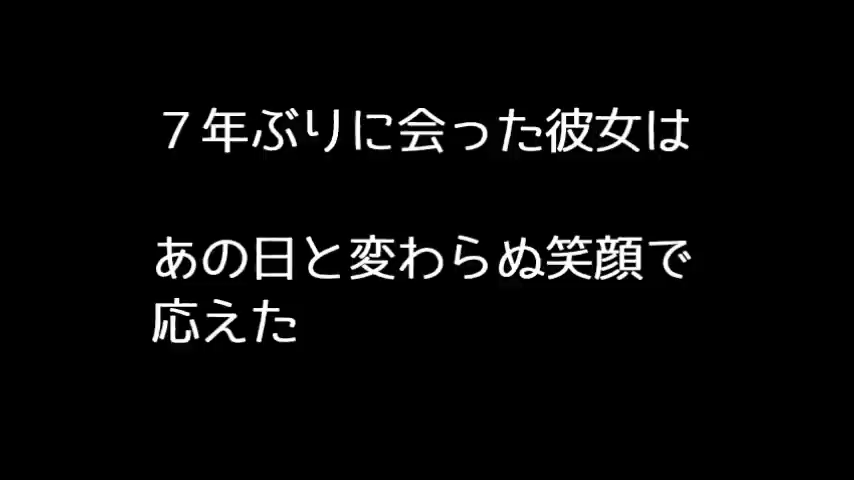 ７年ぶりに会った彼女は
あの日と変わらぬ笑顔で
応えた